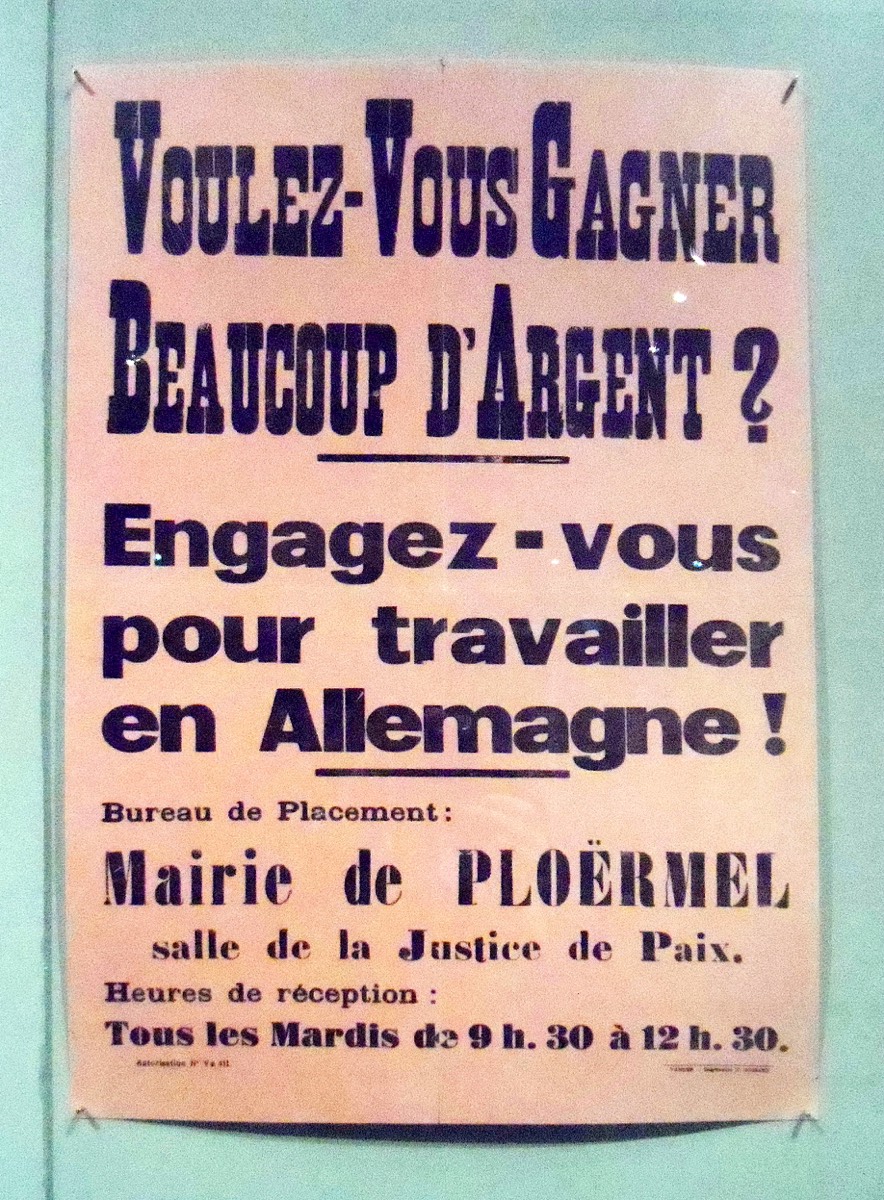 VOULEZ-VOUS GAGNER
BEAUCOUP D'ARGENT ?
Engagez-vous
pour travailler
en Allemagne !
Bureau de Placement :
Mairie de PLOËRMEL
salle de la Justice de Paix.
Heures de réception :
Tous les Mardis de 9 h. 30 à 12 h. 30.
Autorisation N°